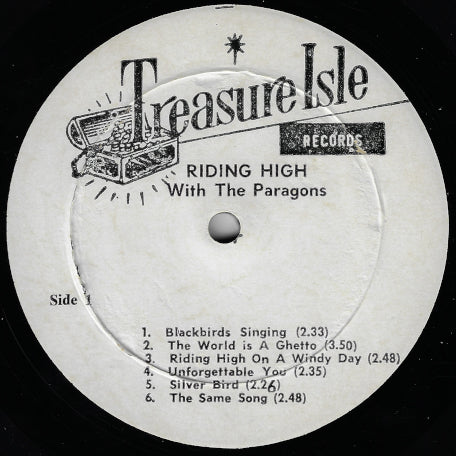 Treasure Isle
RECORDS
RIDING HIGH
With The Paragons
Side 1
1. Blackbirds Singing (2.33)
2. The World is A Ghetto (3.50)
3. Riding High On A Windy Day (2.48)
4. Unforgettable You (2.35)
5. Silver Bird (2.26)
6. The Same Song (2.48)